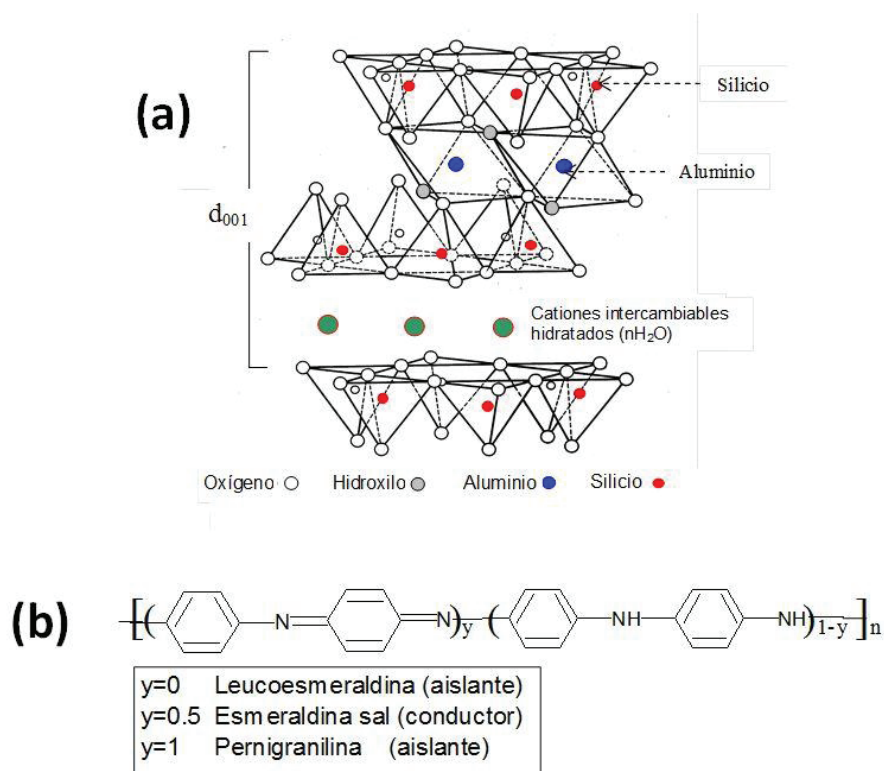 (a)
Silicio
Aluminio
d001
Cationes intercambiables
hidratados (nH2O)
Oxígeno Hidroxilo Aluminio Silicio
(b)
[( N N)y ( NH NH)1-y ]n
y=0 Leucoesmeraldina (aislante)
y=0.5 Esmeraldina sal (conductor)
y=1 Pernigranilina (aislante)